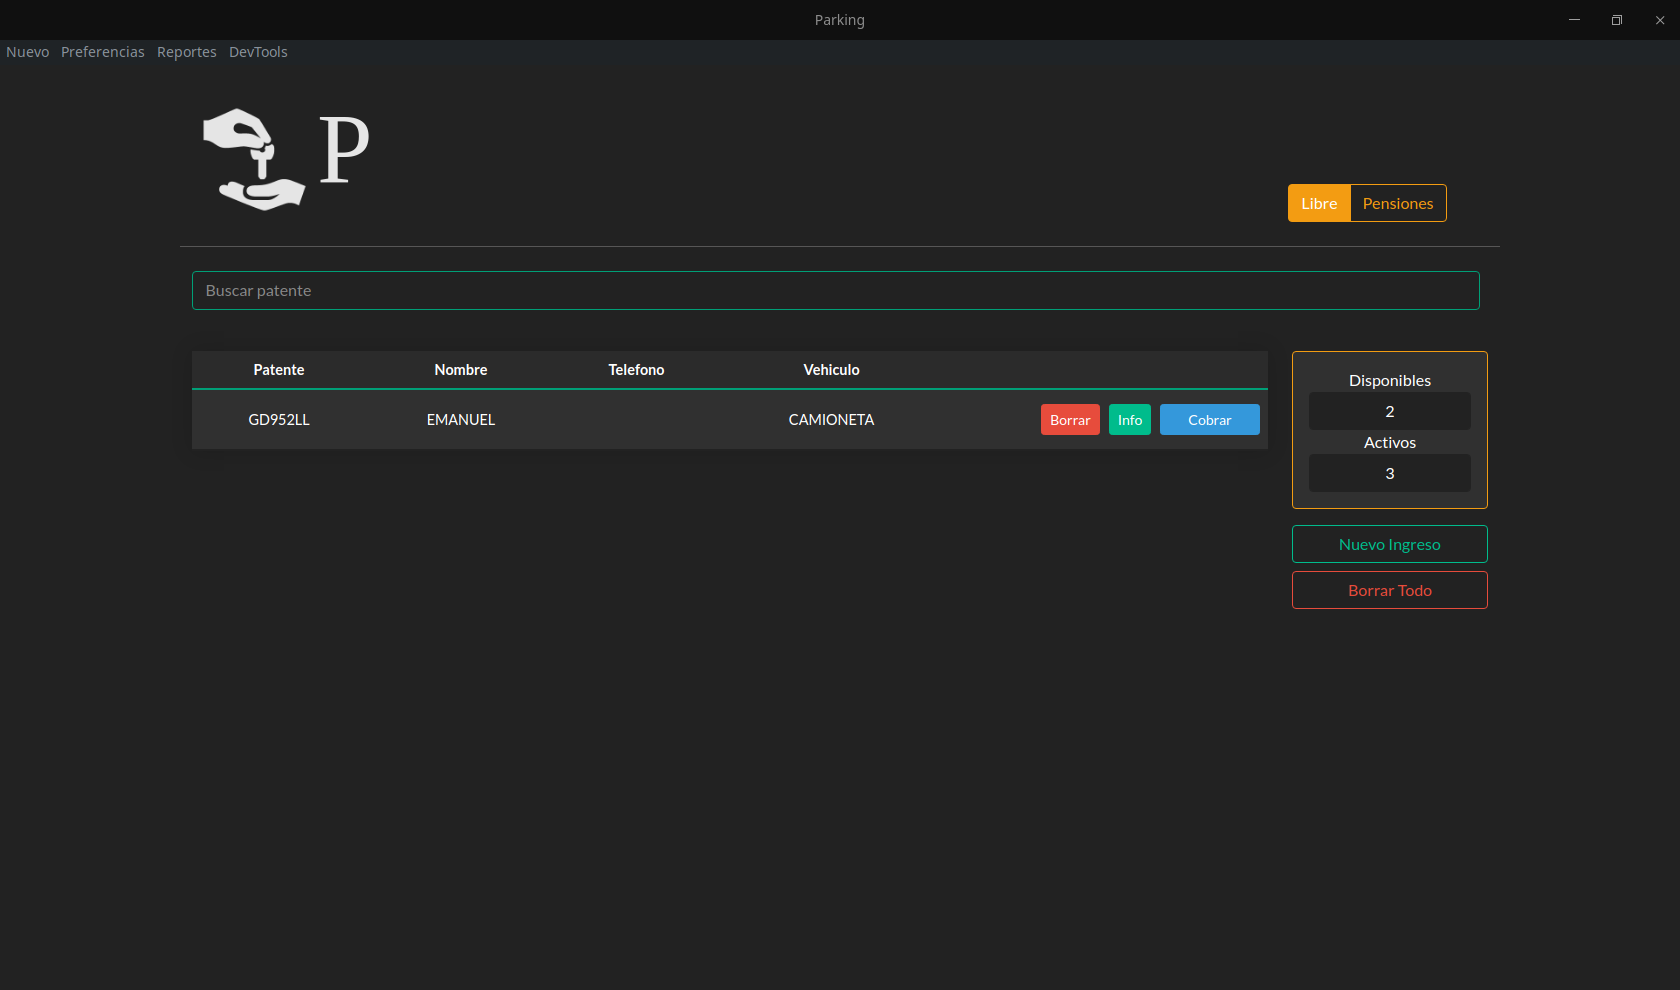 Parking
Nuevo Preferencias Reportes DevTools
P
Libre Pensiones
Buscar patente
Patente Nombre Telefono Vehiculo
GD952LL EMANUEL CAMIONETA Borrar Info Cobrar
Disponibles
2
Activos
3
Nuevo Ingreso
Borrar Todo